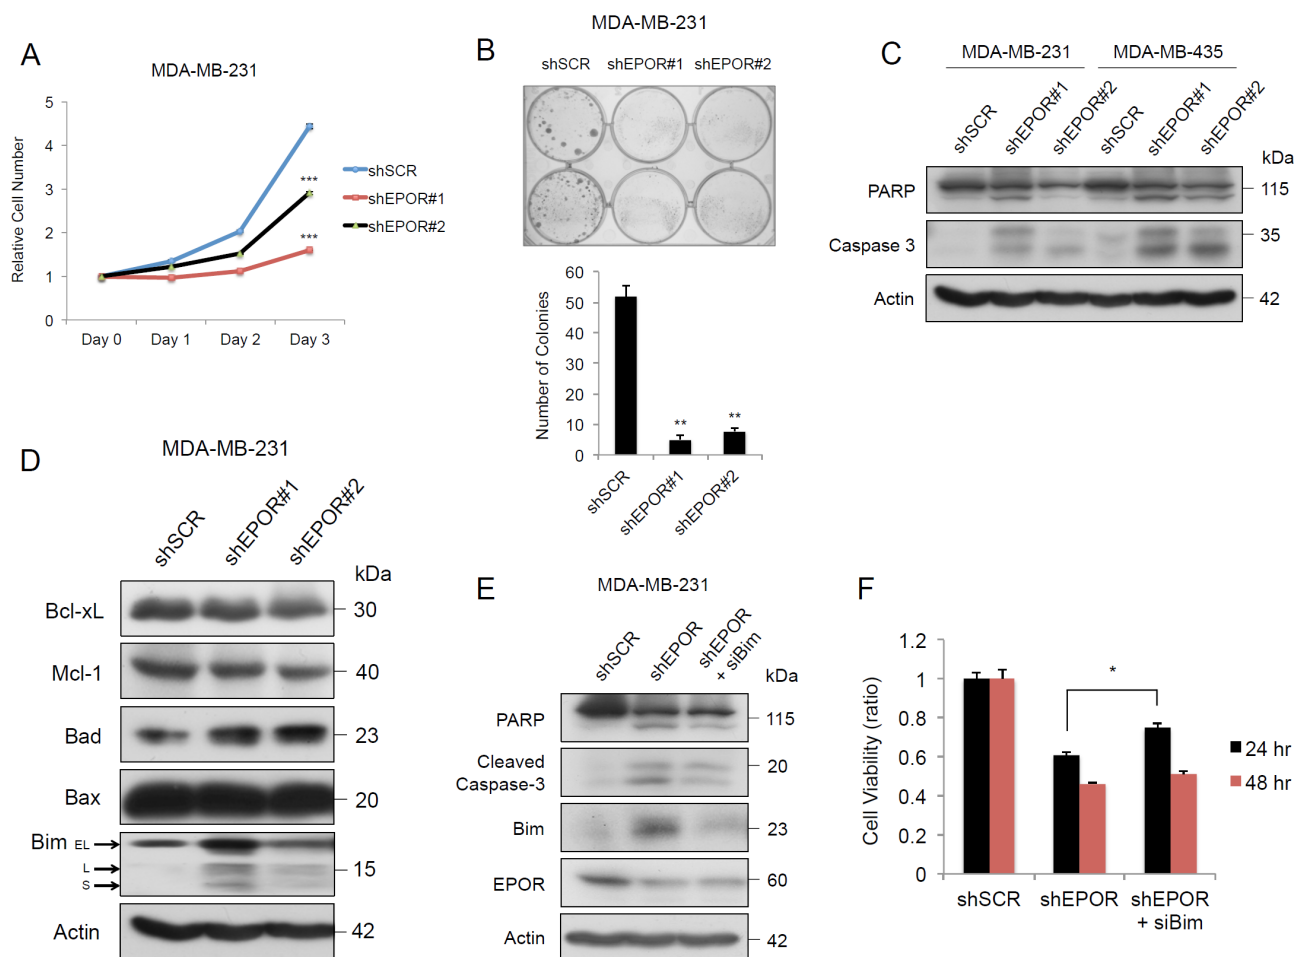 A
MDA-MB-231
5
4
3
2
1
0
Relative Cell Number
Day 0 Day 1 Day 2 Day 3
***
***
shSCR
shEPOR#1
shEPOR#2
B
MDA-MB-231
shSCR shEPOR#1 shEPOR#2
60
50
40
30
20
10
0
Number of Colonies
**
**
shSCR
shEPOR#1
shEPOR#2
C
MDA-MB-231 MDA-MB-435
shSCR shEPOR#1 shEPOR#2 shSCR shEPOR#1 shEPOR#2
kDa
PARP 115
Caspase 3 35
Actin 42
D
MDA-MB-231
shSCR shEPOR#1 shEPOR#2
kDa
Bcl-xL 30
Mcl-1 40
Bad 23
Bax 20
Bim EL
L 15
S
Actin 42
E
MDA-MB-231
shSCR shEPOR shEPOR
+ siBim
kDa
PARP 115
Cleaved 20
Caspase-3
Bim 23
EPOR 60
Actin 42
F
1.2
1
0.8
0.6
0.4
0.2
0
Cell Viability (ratio)
*
24 hr
48 hr
shSCR shEPOR shEPOR
+ siBim